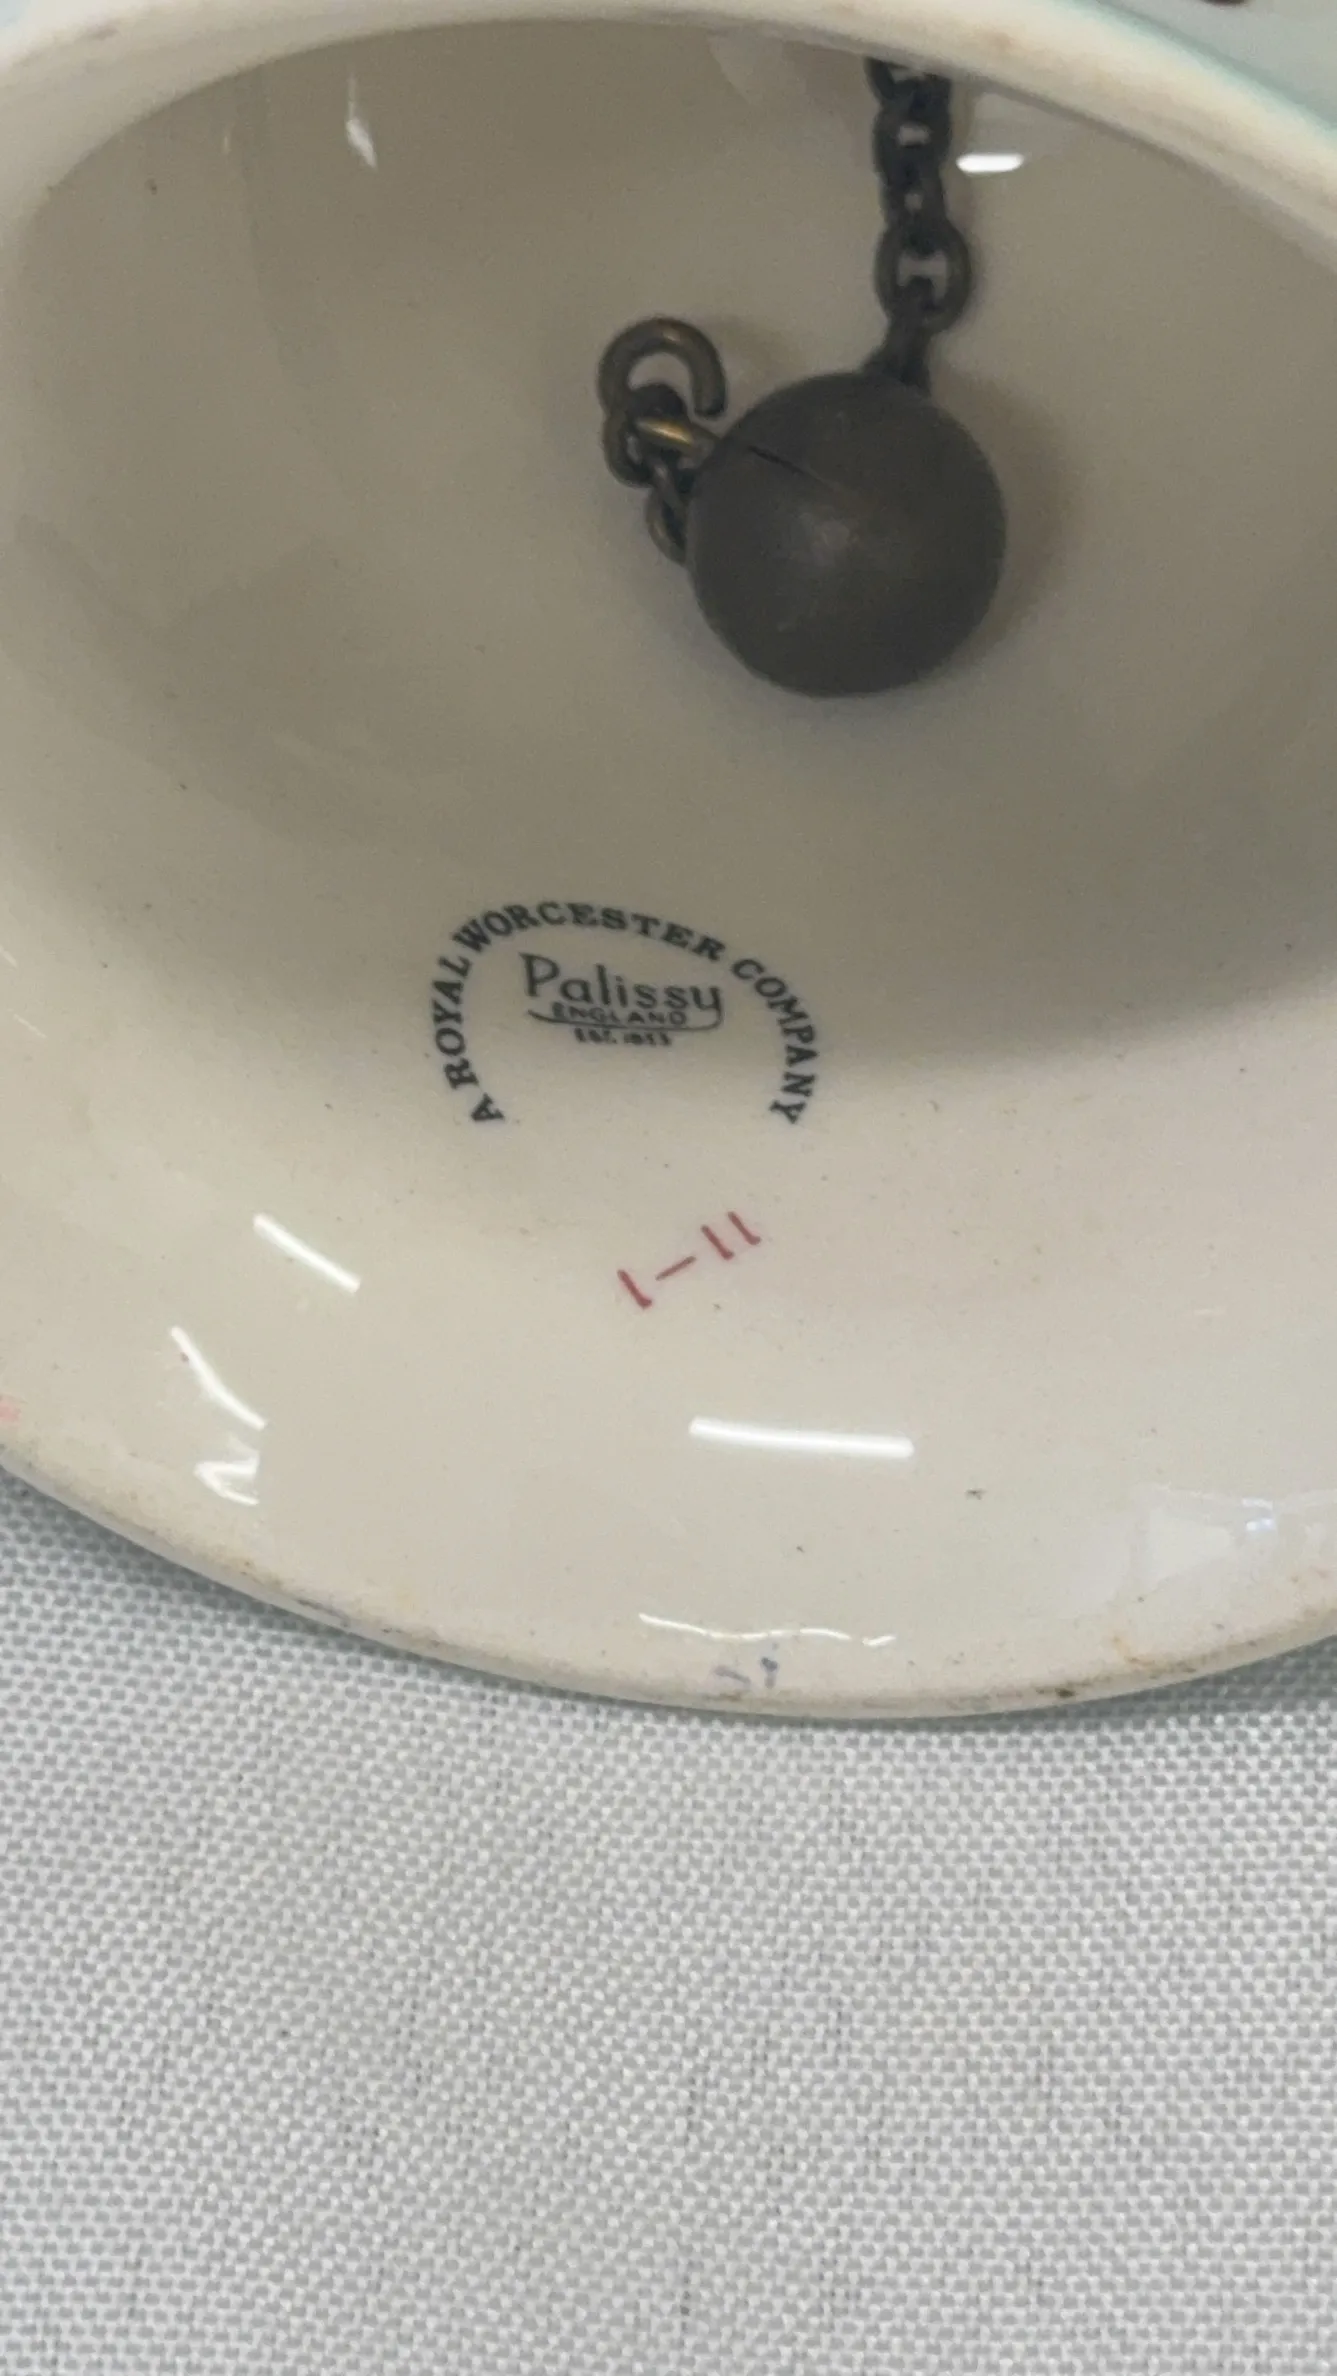 A ROYAL WORCESTER COMPANY
Palissy
ENGLAND
EST. 1853
1-11